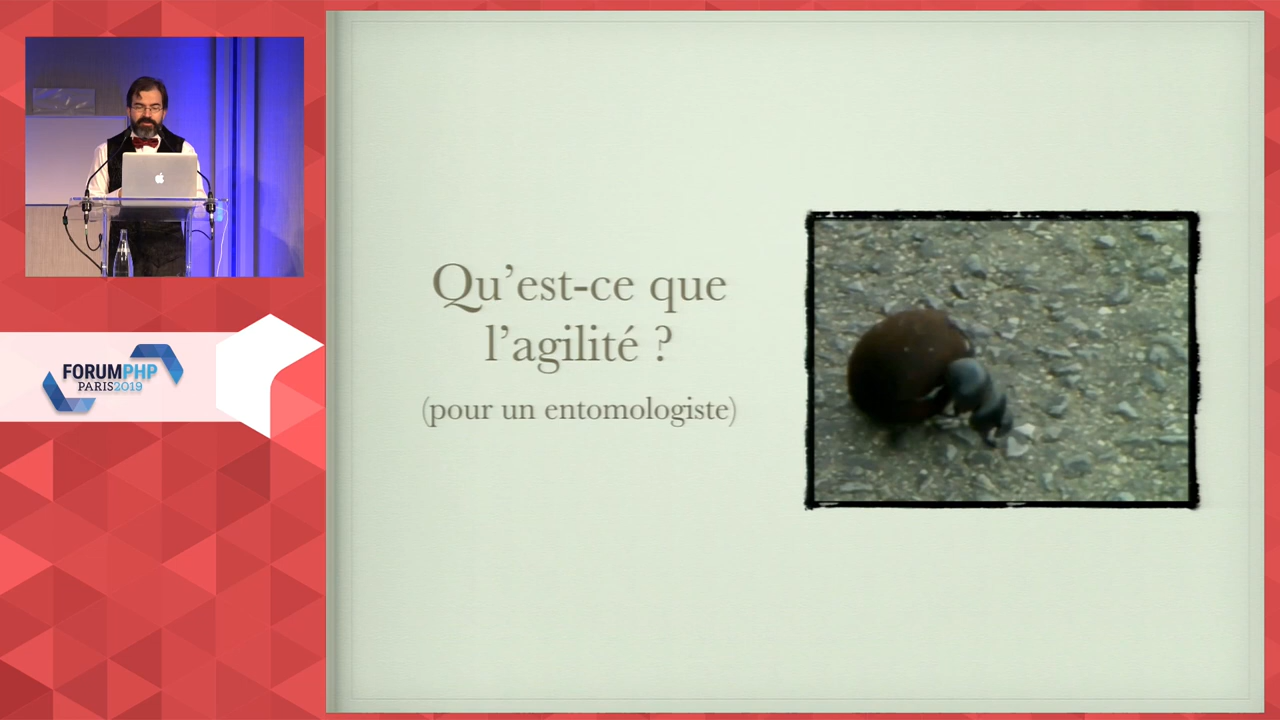 FORUMPHP
PARIS2019
Qu'est-ce que
l'agilité ?
(pour un entomologiste)